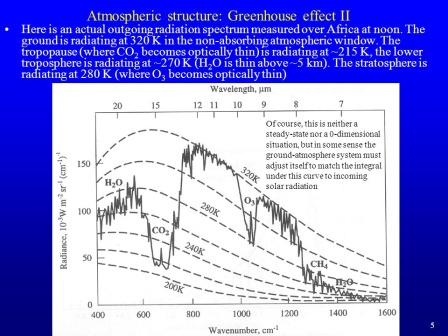 Atmospheric structure: Greenhouse effect II
• Here is an actual outgoing radiation spectrum measured over Africa at noon. The
ground is radiating at 320 K in the non-absorbing atmospheric window. The
tropopause (where CO2 becomes optically thin) is radiating at ~215 K, the lower
troposphere is radiating at ~270 K (H2O is thin above ~5 km). The stratosphere is
radiating at 280 K (where O3 becomes optically thin)
Wavelength, μm
20 15 12 11 10 9 8 7
Of course, this is neither a
steady-state nor a 0-dimensional
situation, but in some sense the
ground-atmosphere system must
adjust itself to match the integral
under this curve to incoming
solar radiation
Radiance, 10⁻³W m⁻² sr⁻¹ (cm⁻¹)⁻¹
150
100
50
0
H2O
CO2
O3
CH4
H2O
320K
280K
240K
200K
400 600 800 1000 1200 1400 1600
Wavenumber, cm⁻¹
5